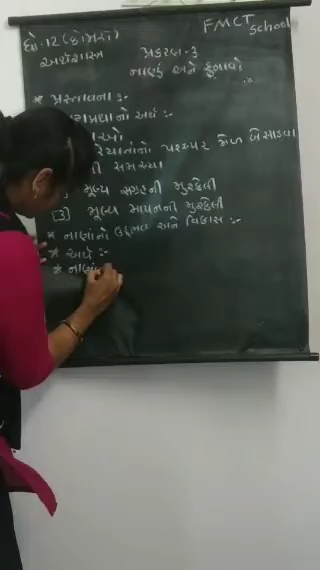 ધો:12 (કોમર્સ)
FMCT School
અર્થશાસ્ત્ર
પ્રકરણ-3
નાણું અને ફુગાવો
* પ્રસ્તાવના :-
પ્રથાનો અર્થ :-
પરસ્પર મેળ બેસાડવા
ની સમસ્યા
મૂલ્ય સંગ્રહની મુશ્કેલી
[3] મૂલ્ય માપનની મુશ્કેલી
* નાણાંનો ઉદ્દભવ અને વિકાસ :-
* અર્થ :-
* નાણાં